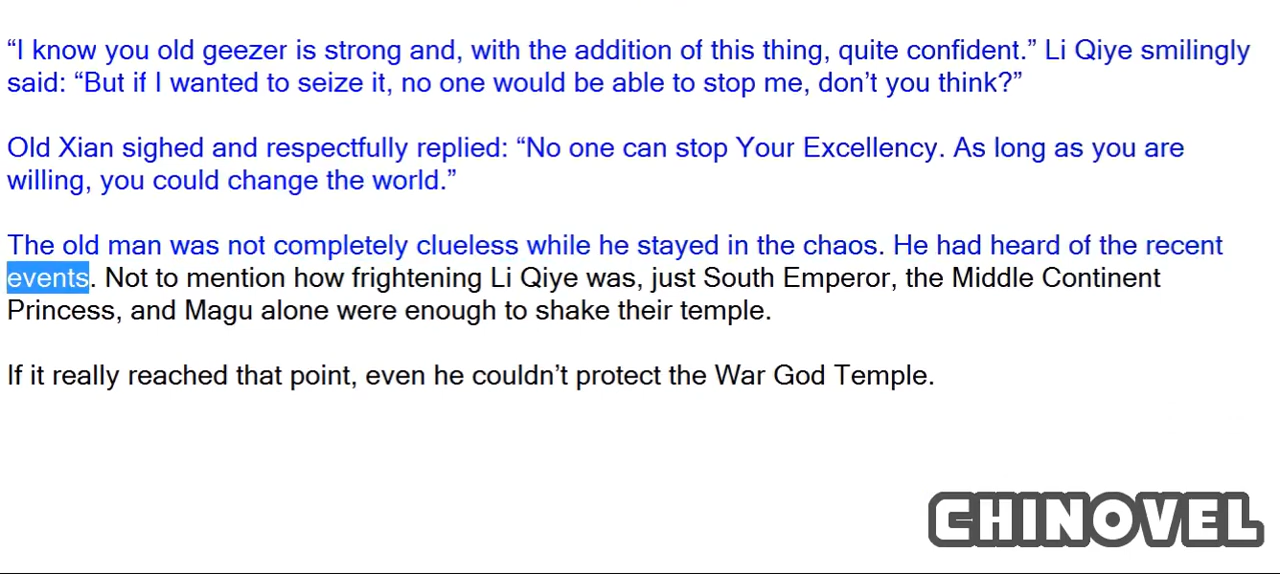 “I know you old geezer is strong and, with the addition of this thing, quite confident.” Li Qiye smilingly
said: “But if I wanted to seize it, no one would be able to stop me, don’t you think?”
Old Xian sighed and respectfully replied: “No one can stop Your Excellency. As long as you are
willing, you could change the world.”
The old man was not completely clueless while he stayed in the chaos. He had heard of the recent
events. Not to mention how frightening Li Qiye was, just South Emperor, the Middle Continent
Princess, and Magu alone were enough to shake their temple.
If it really reached that point, even he couldn’t protect the War God Temple.
CHINOVEL